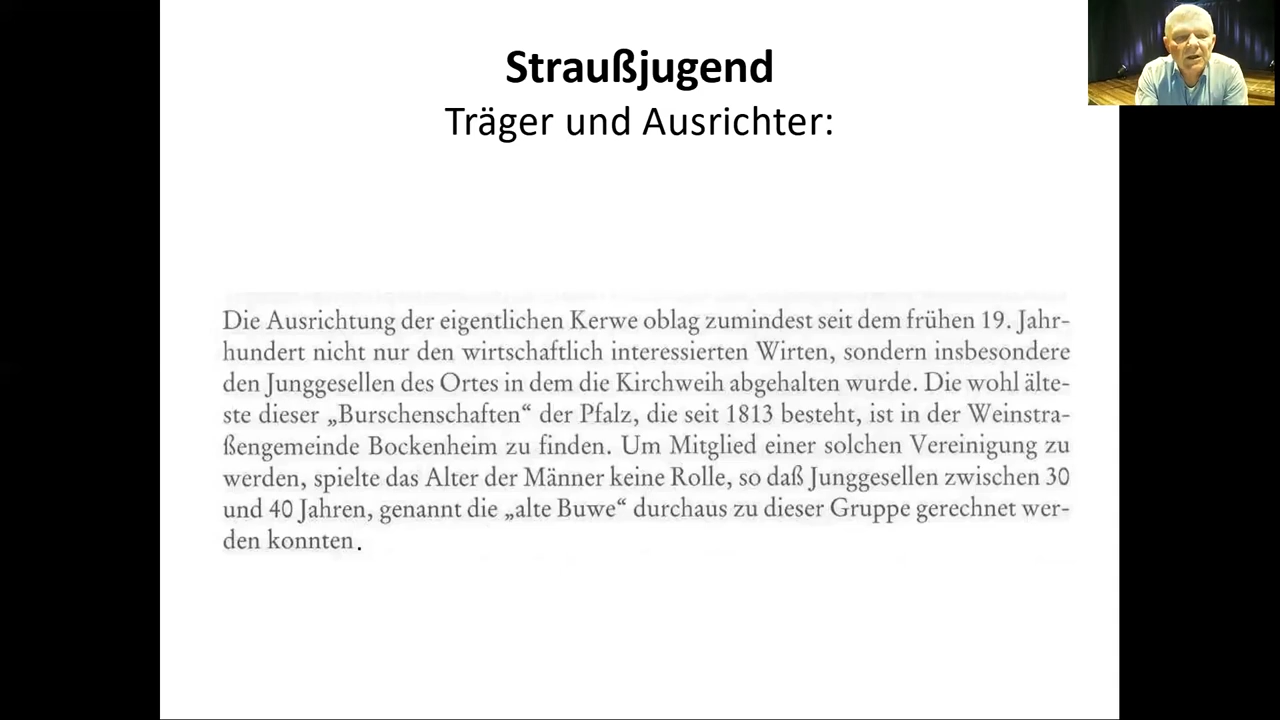 Straußjugend
Träger und Ausrichter:
Die Ausrichtung der eigentlichen Kerwe oblag zumindest seit dem frühen 19. Jahr-
hundert nicht nur den wirtschaftlich interessierten Wirten, sondern insbesondere
den Junggesellen des Ortes in dem die Kirchweih abgehalten wurde. Die wohl älte-
ste dieser „Burschenschaften“ der Pfalz, die seit 1813 besteht, ist in der Weinstra-
ßengemeinde Bockenheim zu finden. Um Mitglied einer solchen Vereinigung zu
werden, spielte das Alter der Männer keine Rolle, so daß Junggesellen zwischen 30
und 40 Jahren, genannt die „alte Buwe“ durchaus zu dieser Gruppe gerechnet wer-
den konnten.